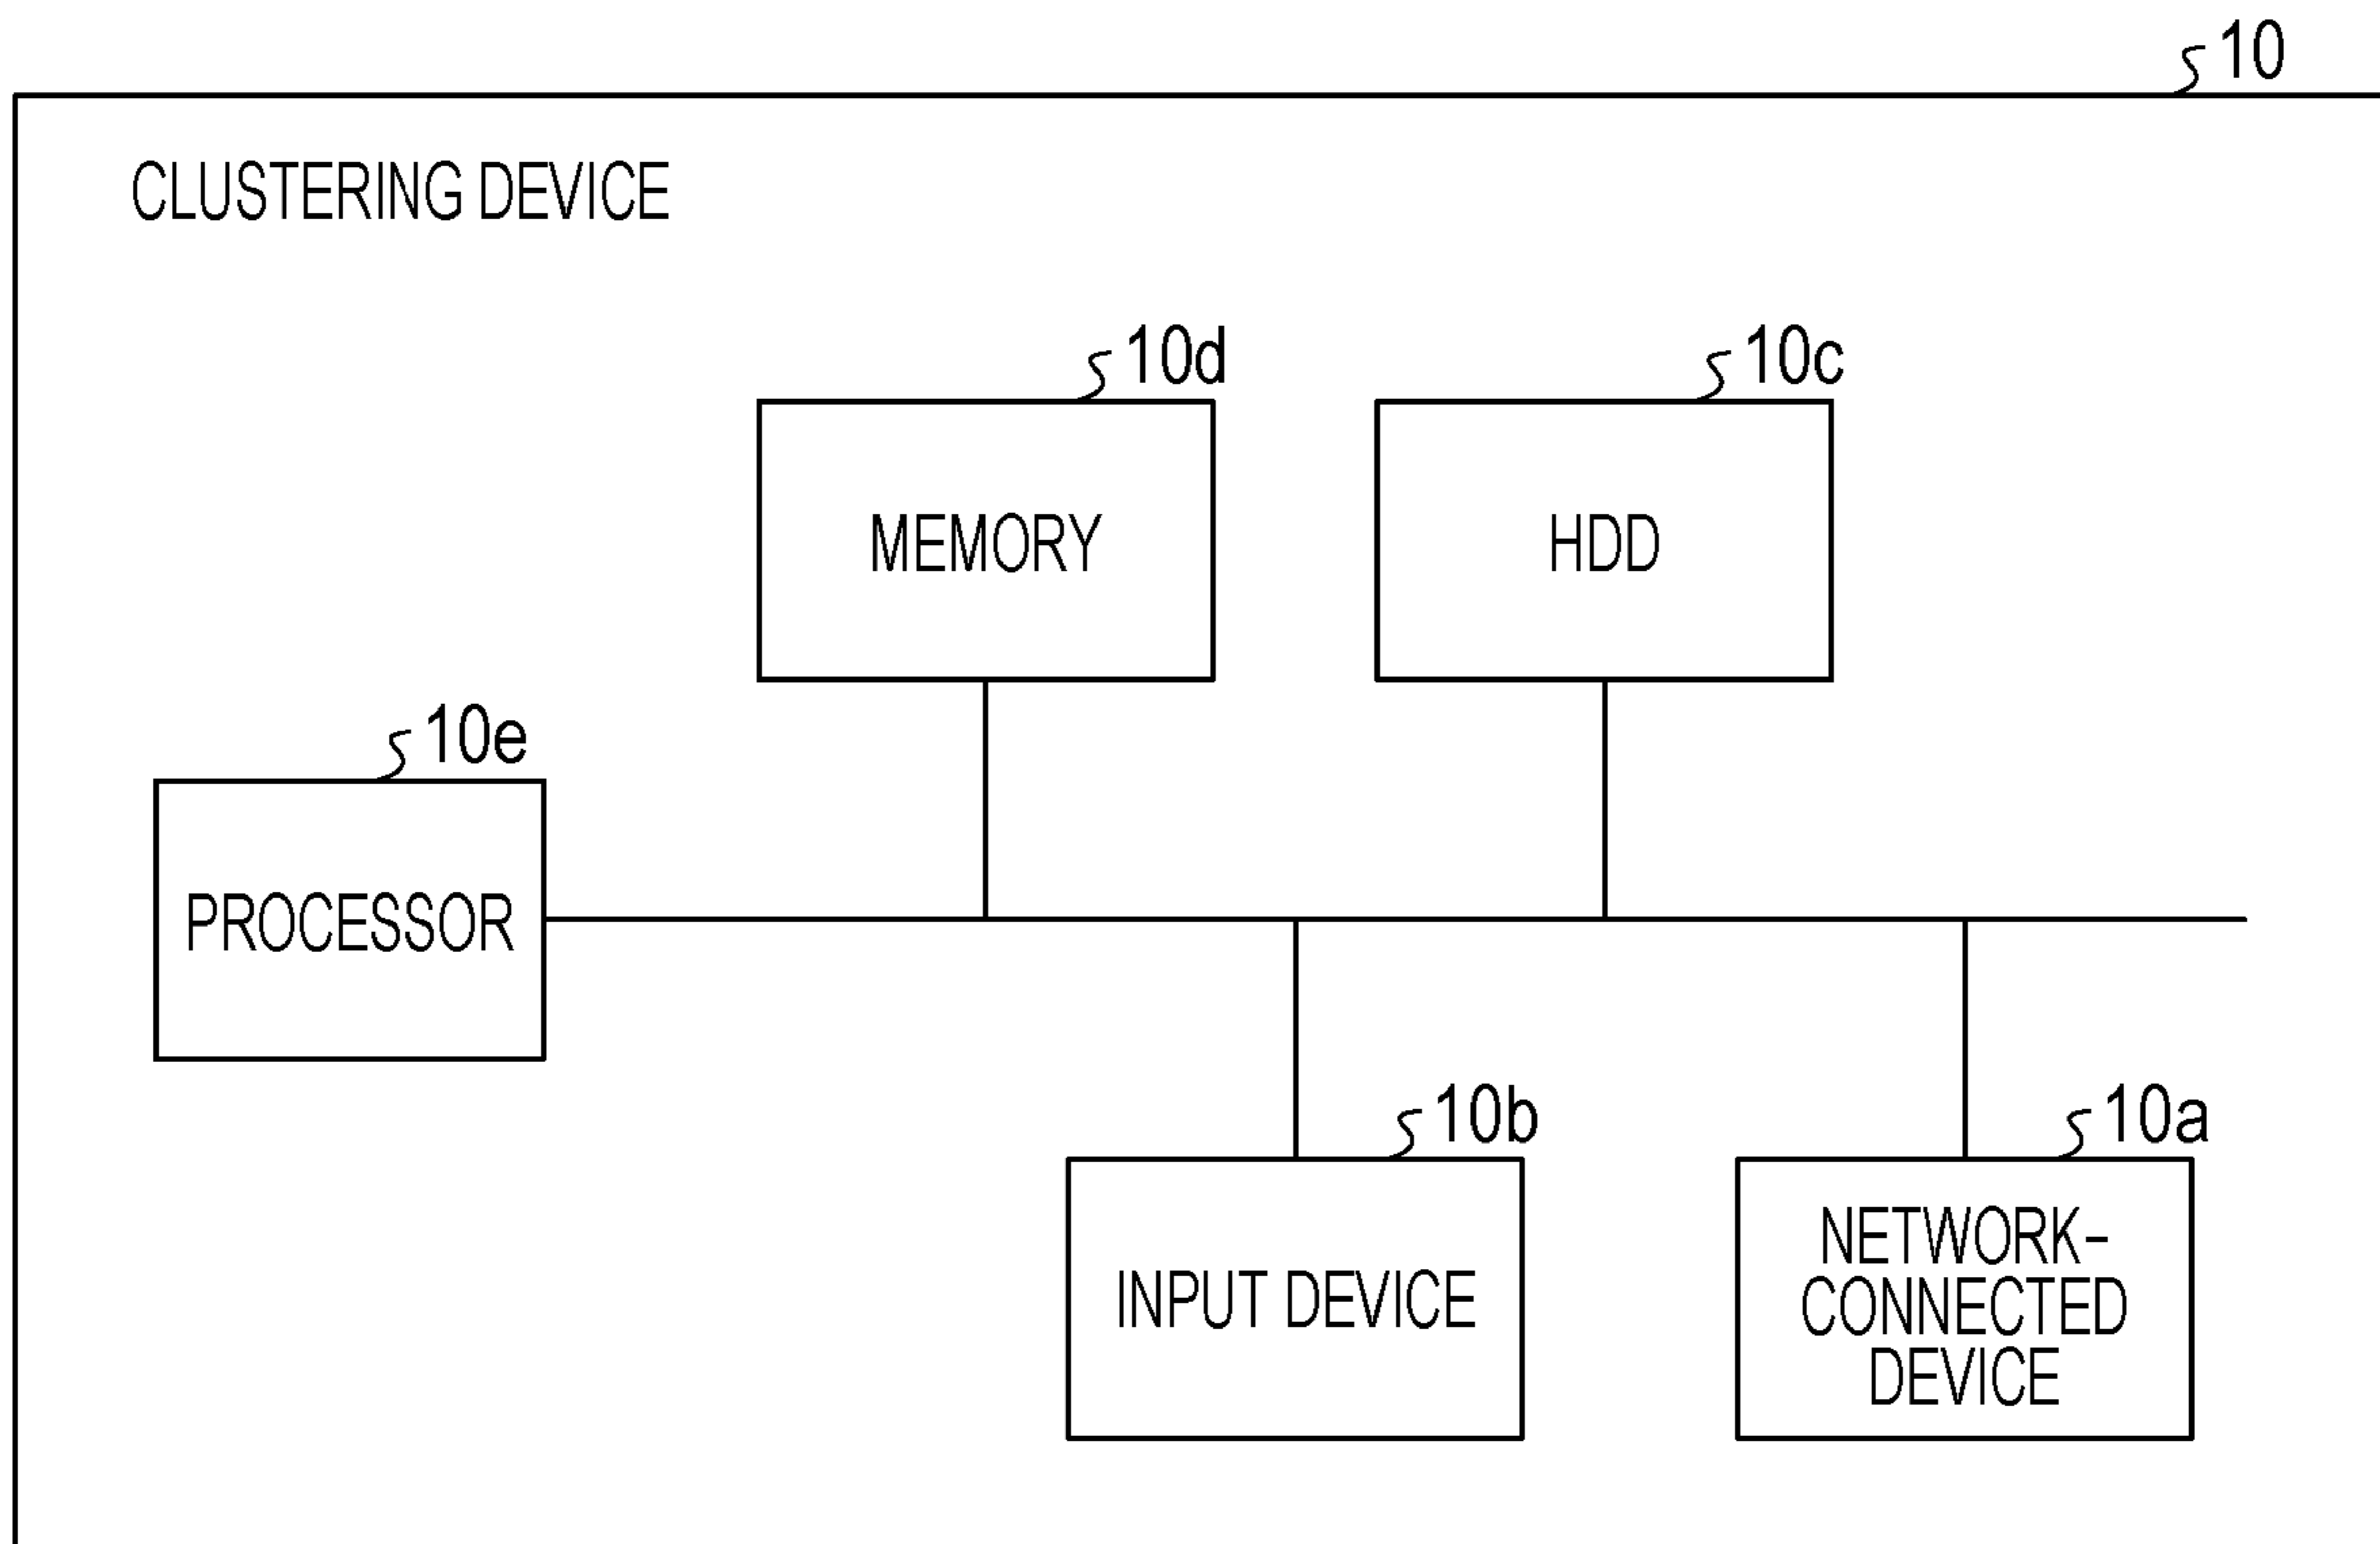 10
CLUSTERING DEVICE
10d
10c
MEMORY
HDD
10e
PROCESSOR
10b
10a
INPUT DEVICE
NETWORK-
CONNECTED
DEVICE